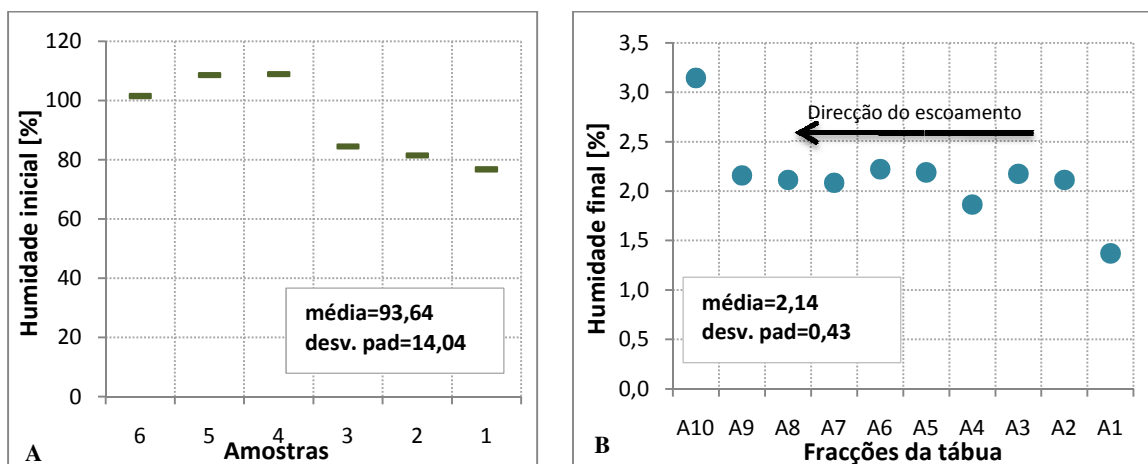 Humidade inicial [%]
120
100
80
60
40
20
0
média=93,64
desv. pad=14,04
6 5 4 3 2 1
Amostras
A
Humidade final [%]
3,5
3,0
2,5
2,0
1,5
1,0
0,5
0,0
Direcção do escoamento
média=2,14
desv. pad=0,43
A10 A9 A8 A7 A6 A5 A4 A3 A2 A1
Fracções da tábua
B